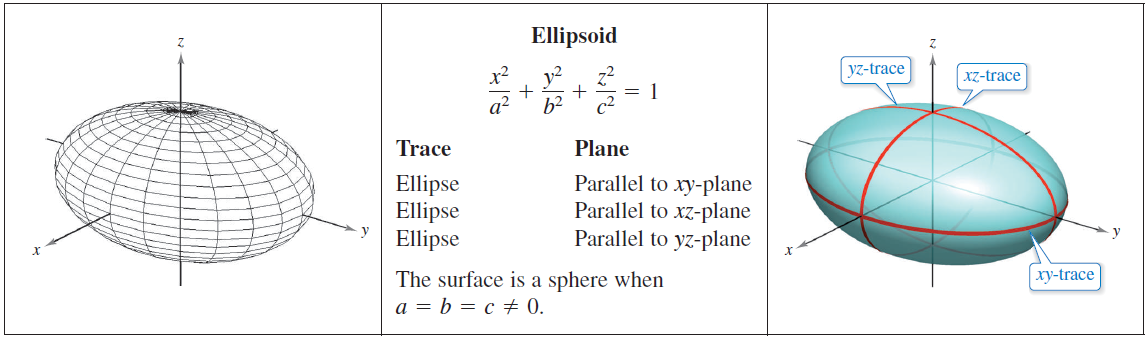 z
y
x
Ellipsoid
x²/a² + y²/b² + z²/c² = 1
Trace Plane
Ellipse Parallel to xy-plane
Ellipse Parallel to xz-plane
Ellipse Parallel to yz-plane
The surface is a sphere when
a = b = c ≠ 0.
z
yz-trace
xz-trace
y
x
xy-trace